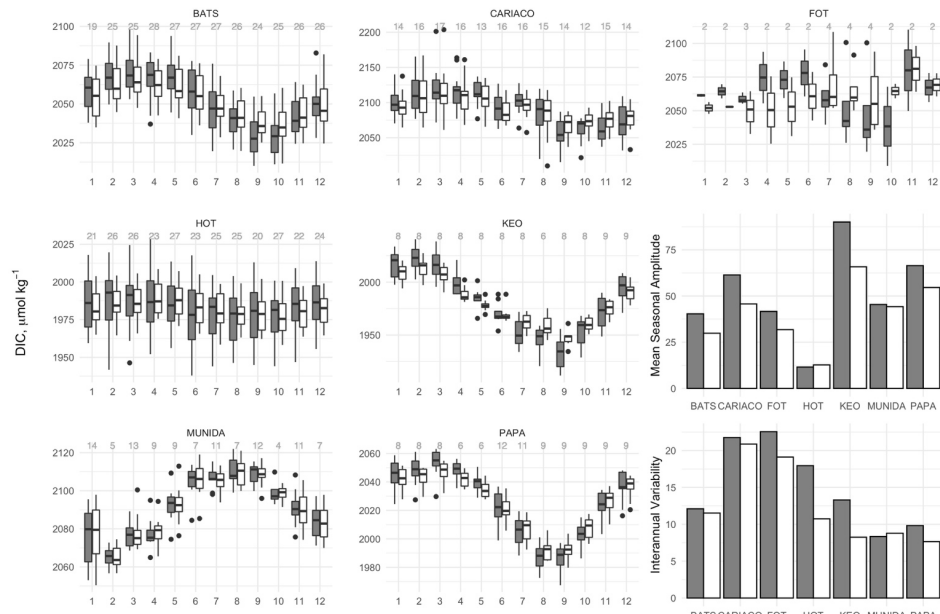 BATS
2100
2075
2050
2025
19 25 25 28 27 27 27 26 24 27 26 26
1 2 3 4 5 6 7 8 9 10 11 12
CARIACO
2200
2150
2100
2050
14 16 17 16 13 16 16 15 14 12 15 14
1 2 3 4 5 6 7 8 9 10 11 12
FOT
2100
2075
2050
2025
2 2 2 2 2 2 4 4 4 2 2 2
1 2 3 4 5 6 7 8 9 10 11 12
DIC, μmol kg⁻¹
HOT
2025
2000
1975
1950
21 26 26 23 27 23 25 25 20 27 22 24
1 2 3 4 5 6 7 8 9 10 11 12
KEO
2000
1950
8 8 8 8 8 8 8 6 8 8 9 9
1 2 3 4 5 6 7 8 9 10 11 12
Mean Seasonal Amplitude
75
50
25
0
BATS CARIACO FOT HOT KEO MUNIDA PAPA
MUNIDA
2120
2100
2080
2060
14 5 9 9 9 7 11 7 12 4 11 7
1 2 3 4 5 6 7 8 9 10 11 12
PAPA
2060
2040
2020
2000
1980
8 8 8 6 6 12 11 9 9 9 9 9
1 2 3 4 5 6 7 8 9 10 11 12
Interannual Variability
20
15
10
5
0
BATS CARIACO FOT HOT KEO MUNIDA PAPA